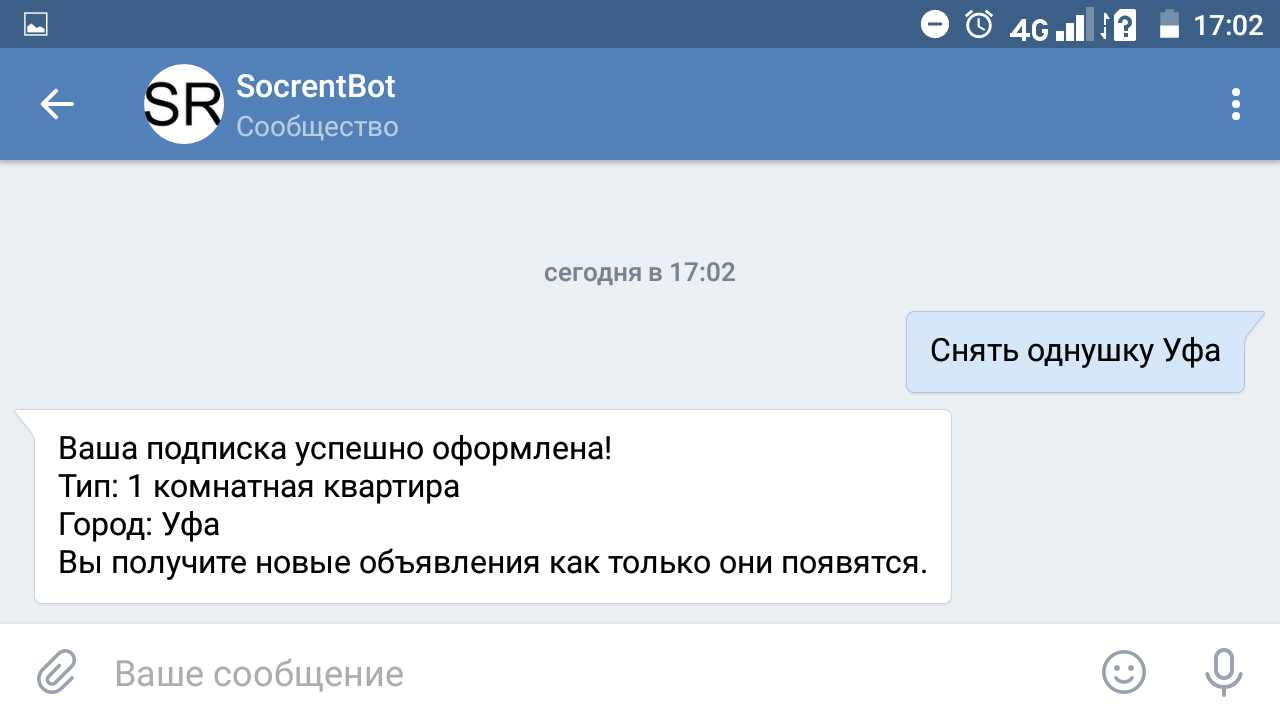 4G
17:02
SR
SocrentBot
Сообщество
сегодня в 17:02
Снять однушку Уфа
Ваша подписка успешно оформлена!
Тип: 1 комнатная квартира
Город: Уфа
Вы получите новые объявления как только они появятся.
Ваше сообщение